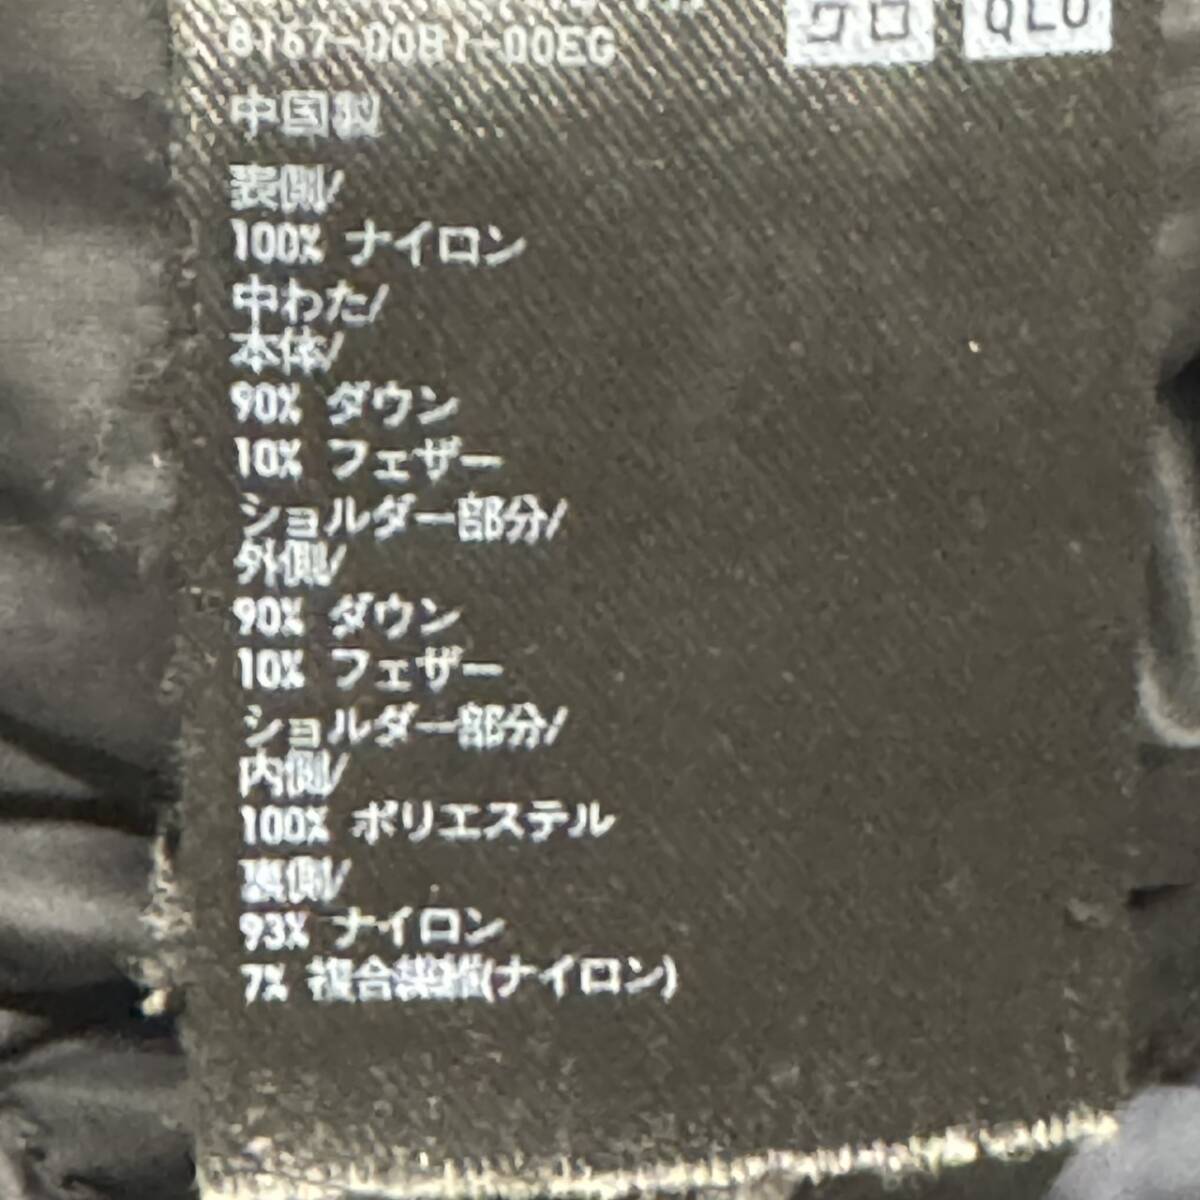 クロ QLO
中国製
表側/
100% ナイロン
中わた/
本体/
90% ダウン
10% フェザー
ショルダー部分/
外側/
90% ダウン
10% フェザー
ショルダー部分/
内側/
100% ポリエステル
裏側/
93% ナイロン
7% 複合繊維(ナイロン)